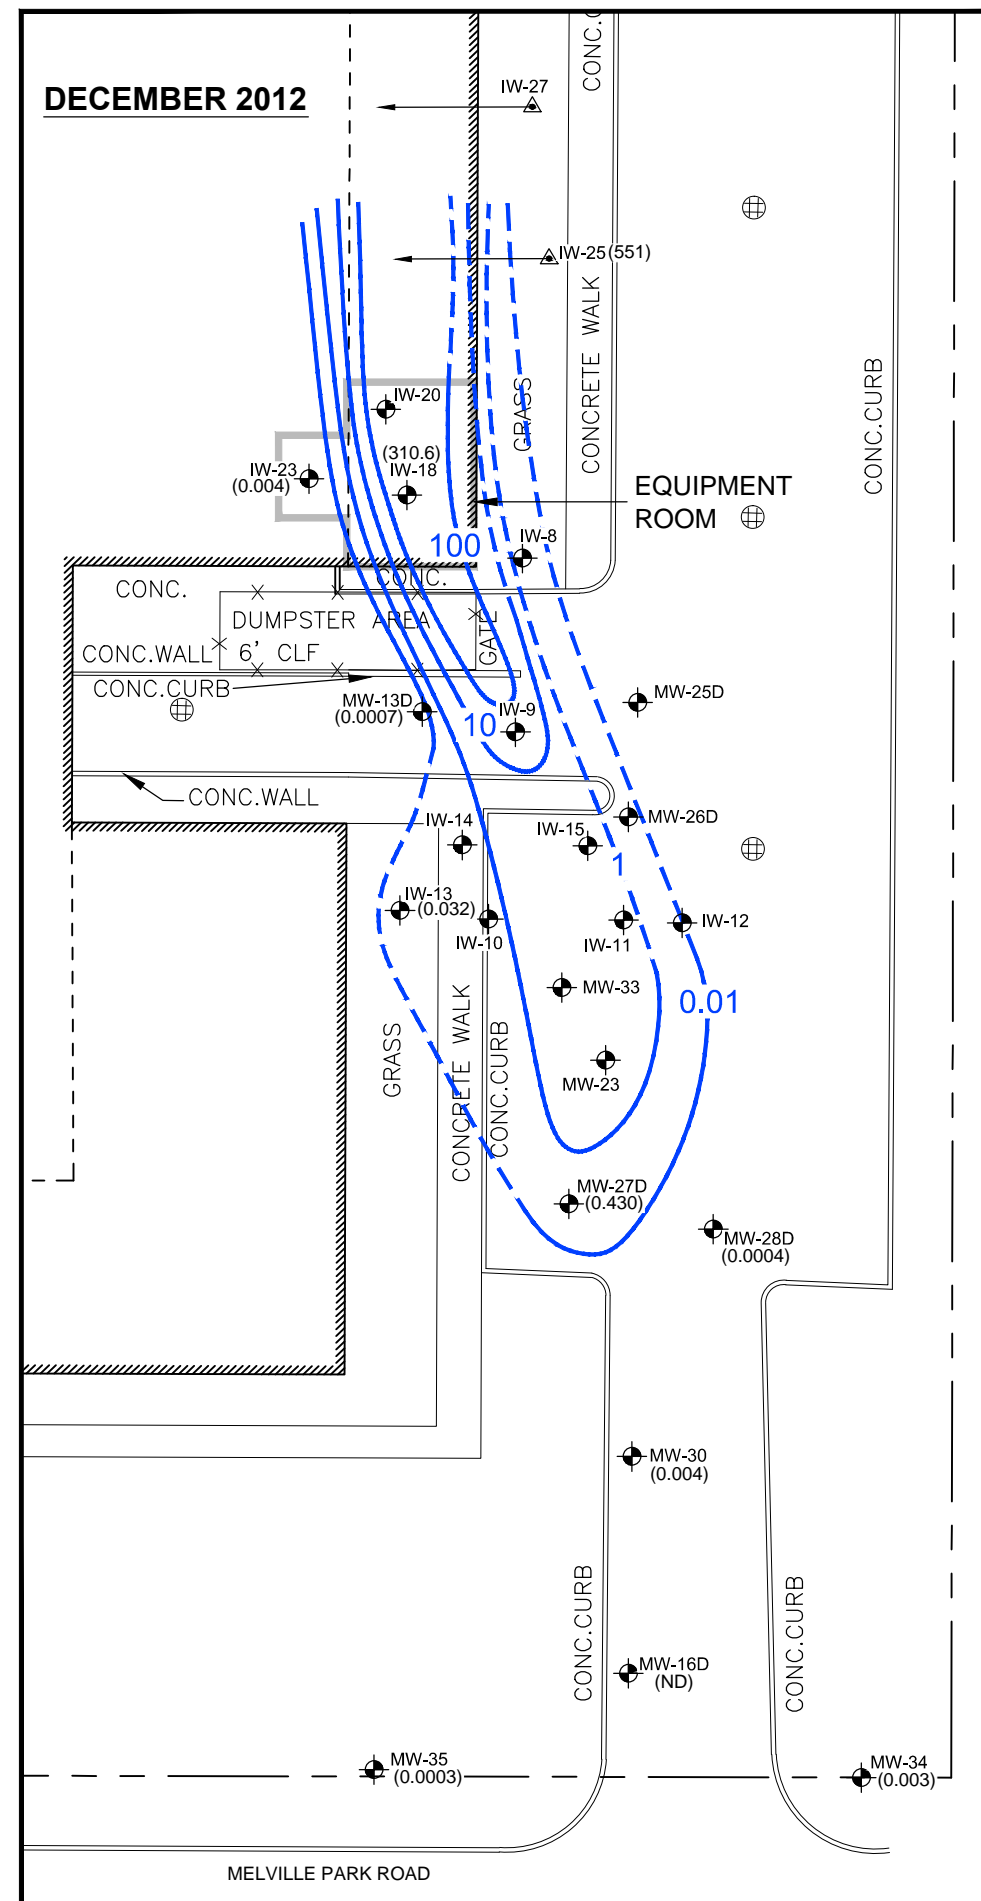 DECEMBER 2012
IW-27
CONC.C
IW-25 (551)
CONCRETE WALK
GRASS
CONC.CURB
IW-20
(310.6)
IW-18
IW-23
(0.004)
EQUIPMENT
ROOM
100
IW-8
CONC.
CONC.
DUMPSTER AREA
6' CLF
GATE
CONC.WALL
CONC.CURB
MW-25D
MW-13D
(0.0007)
IW-9
10
CONC.WALL
MW-26D
IW-14
IW-15
1
IW-13
(0.032)
IW-10
IW-11
IW-12
MW-33
0.01
GRASS
CONCRETE WALK
CONC.CURB
MW-23
MW-27D
(0.430)
MW-28D
(0.0004)
MW-30
(0.004)
CONC.CURB
CONC.CURB
MW-16D
(ND)
MW-35
(0.0003)
MW-34
(0.003)
MELVILLE PARK ROAD